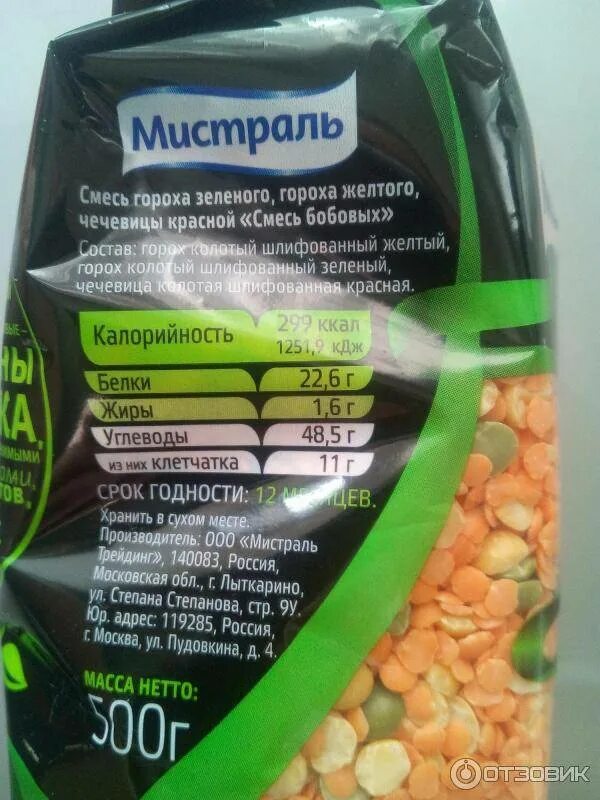 Мистраль
Смесь гороха зеленого, гороха желтого,
чечевицы красной «Смесь бобовых»
Состав: горох колотый шлифованный желтый,
горох колотый шлифованный зеленый,
чечевица колотая шлифованная красная.
Калорийность 299 ккал
1251,9 кДж
Белки 22,6 г
Жиры 1,6 г
Углеводы 48,5 г
из них клетчатка 11 г
СРОК ГОДНОСТИ: 12 МЕСЯЦЕВ.
Хранить в сухом месте.
Производитель: ООО «Мистраль
Трейдинг», 140083, Россия,
Московская обл., г. Лыткарино,
ул. Степана Степанова, стр. 9У.
Юр. адрес: 119285, Россия,
г. Москва, ул. Пудовкина, д. 4.
МАССА НЕТТО:
500г
ОТЗОВИК